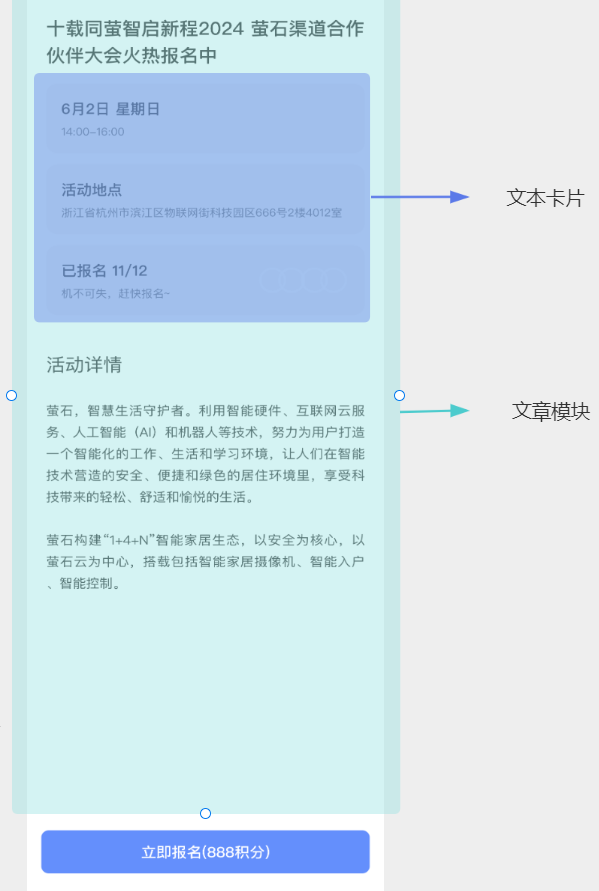 十载同萤智启新程2024 萤石渠道合作
伙伴大会火热报名中
6月2日 星期日
14:00-16:00
活动地点
浙江省杭州市滨江区物联网街科技园区666号2楼4012室
文本卡片
已报名 11/12
机不可失，赶快报名~
活动详情
萤石，智慧生活守护者。利用智能硬件、互联网云服
务、人工智能（AI）和机器人等技术，努力为用户打造
一个智能化的工作、生活和学习环境，让人们在智能
技术营造的安全、便捷和绿色的居住环境里，享受科
技带来的轻松、舒适和愉悦的生活。
文章模块
萤石构建“1+4+N”智能家居生态，以安全为核心，以
萤石云为中心，搭载包括智能家居摄像机、智能入户
、智能控制。
立即报名(888积分)